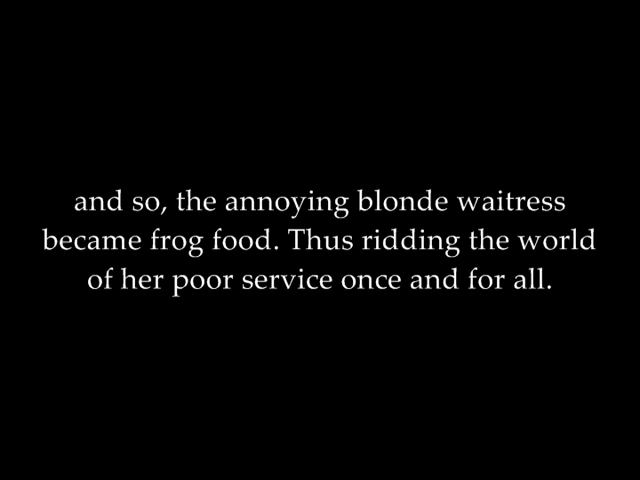 and so, the annoying blonde waitress
became frog food. Thus ridding the world
of her poor service once and for all.